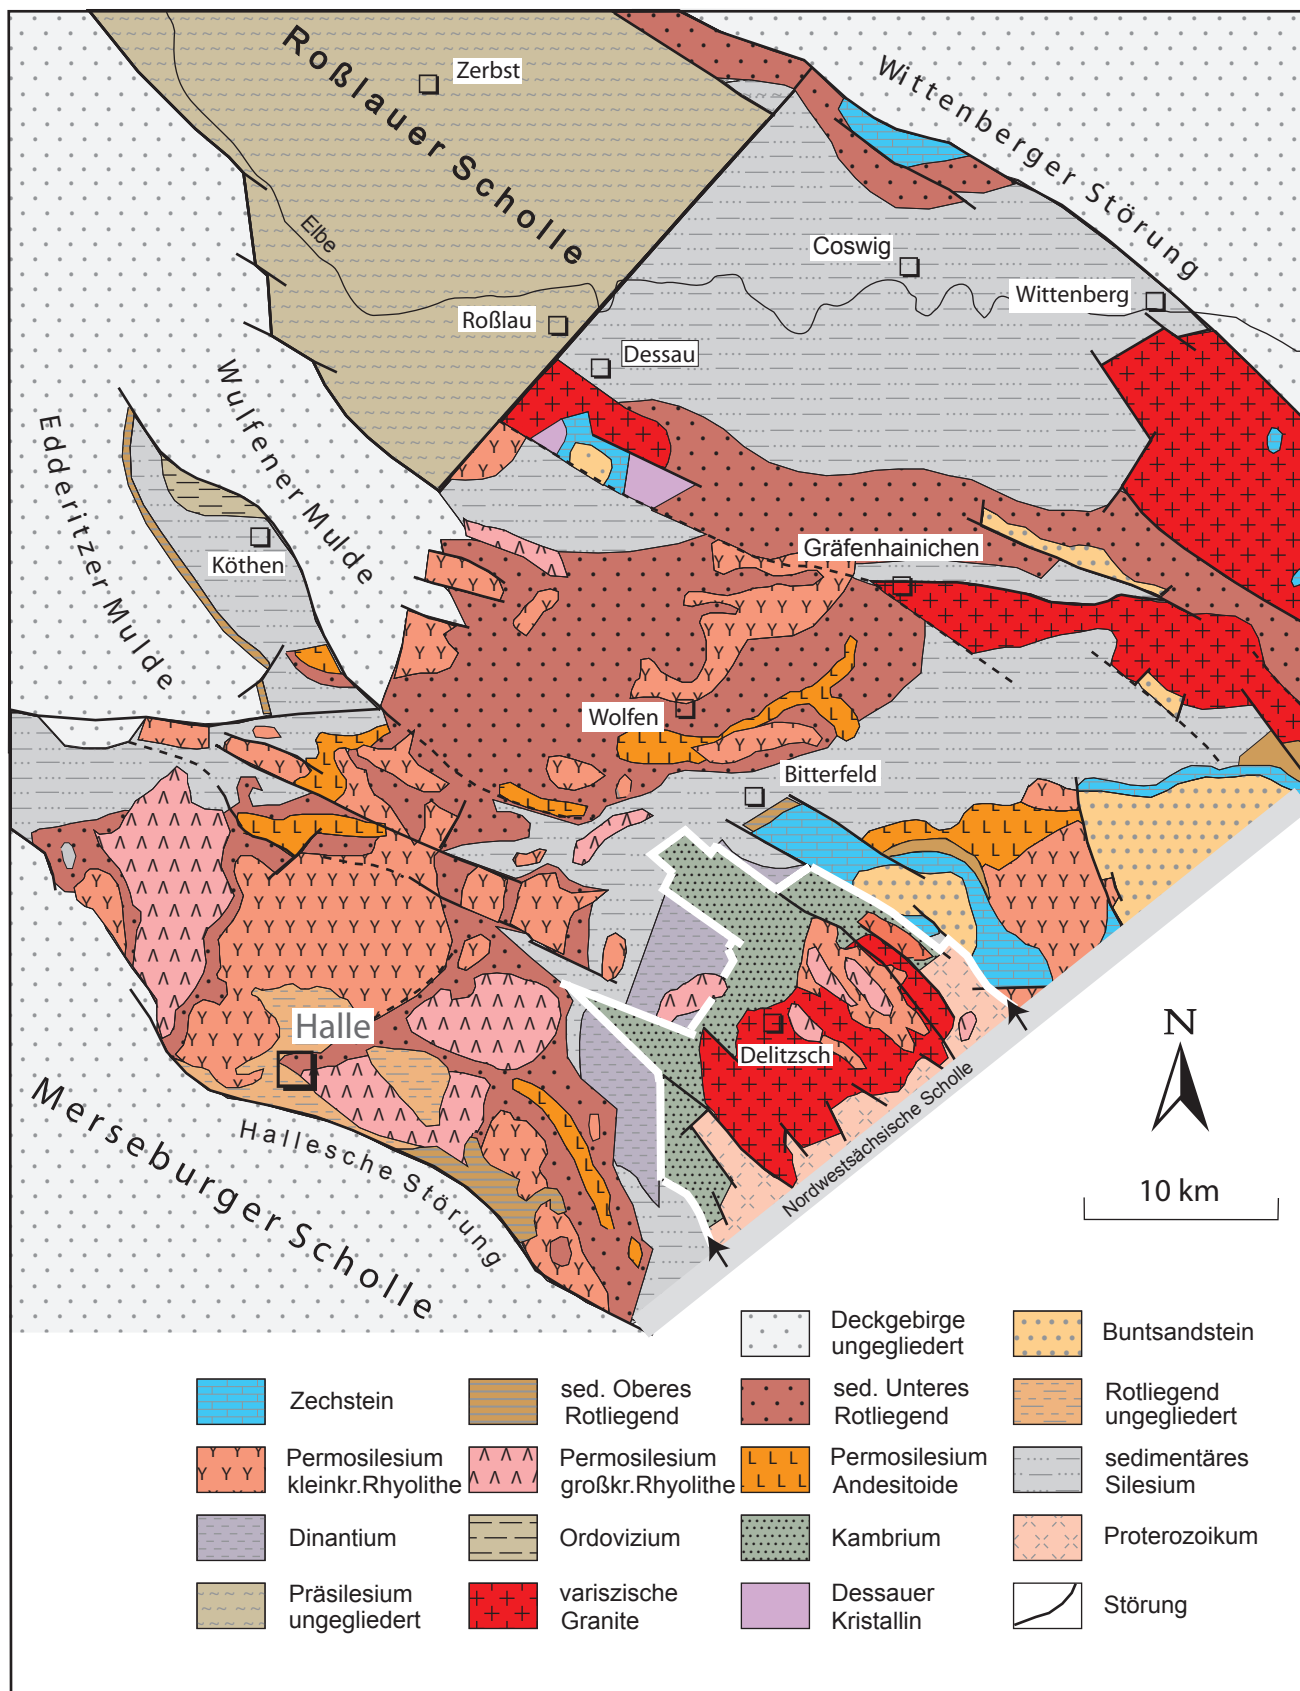 Roßlauer Scholle
Zerbst
Wittenberger Störung
Elbe
Coswig
Wittenberg
Roßlau
Dessau
Wulfener Mulde
Edderitzer Mulde
Köthen
Gräfenhainichen
Wolfen
Bitterfeld
Halle
Delitzsch
Hallesche Störung
Merseburger Scholle
Nordwestsächsische Scholle
N
10 km
Deckgebirge
ungegliedert
Buntsandstein
Zechstein
sed. Oberes
Rotliegend
sed. Unteres
Rotliegend
Rotliegend
ungegliedert
Permosilesium
kleinkr.Rhyolithe
Permosilesium
großkr.Rhyolithe
Permosilesium
Andesitoide
sedimentäres
Silesium
Dinantium
Ordovizium
Kambrium
Proterozoikum
Präsilesium
ungegliedert
variszische
Granite
Dessauer
Kristallin
Störung